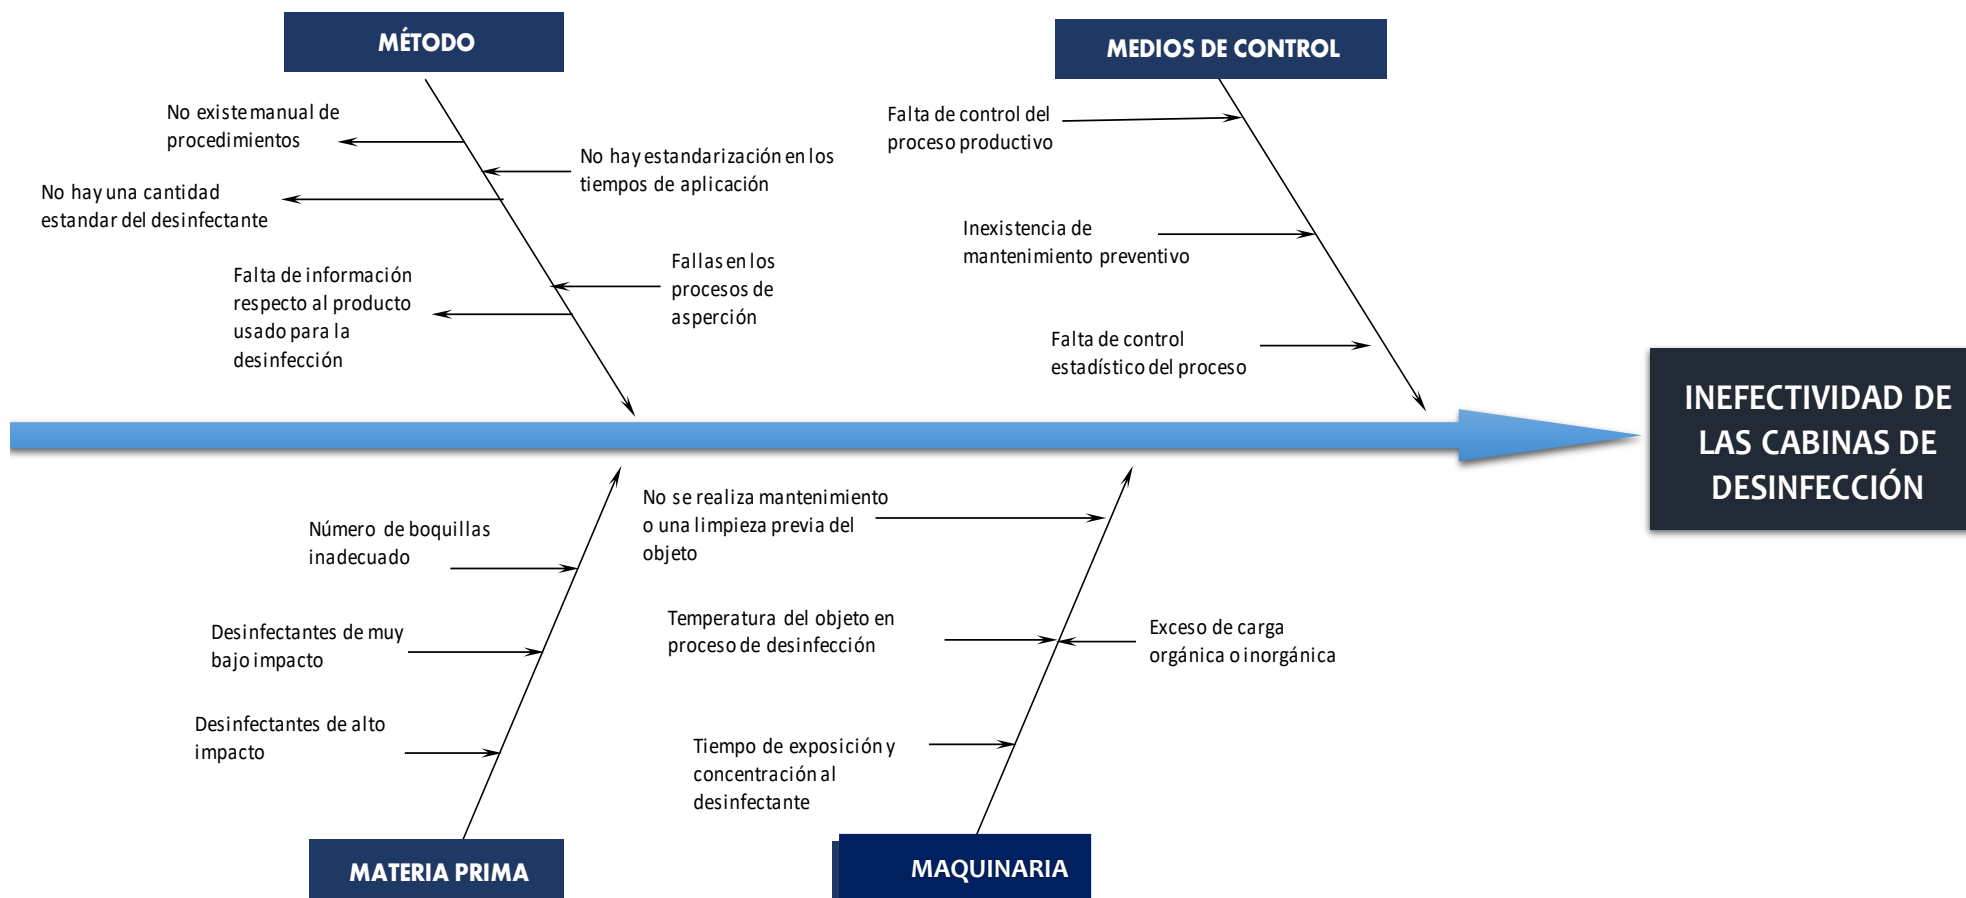 MÉTODO
MEDIOS DE CONTROL
No existe manual de
procedimientos
No hay estandarización en los
tiempos de aplicación
No hay una cantidad
estandar del desinfectante
Fallas en los
procesos de
asperción
Falta de información
respecto al producto
usado para la
desinfección
Falta de control del
proceso productivo
Inexistencia de
mantenimiento preventivo
Falta de control
estadístico del proceso
INEFECTIVIDAD DE
LAS CABINAS DE
DESINFECCIÓN
Número de boquillas
inadecuado
Desinfectantes de muy
bajo impacto
Desinfectantes de alto
impacto
No se realiza mantenimiento
o una limpieza previa del
objeto
Temperatura del objeto en
proceso de desinfección
Exceso de carga
orgánica o inorgánica
Tiempo de exposición y
concentración al
desinfectante
MATERIA PRIMA
MAQUINARIA